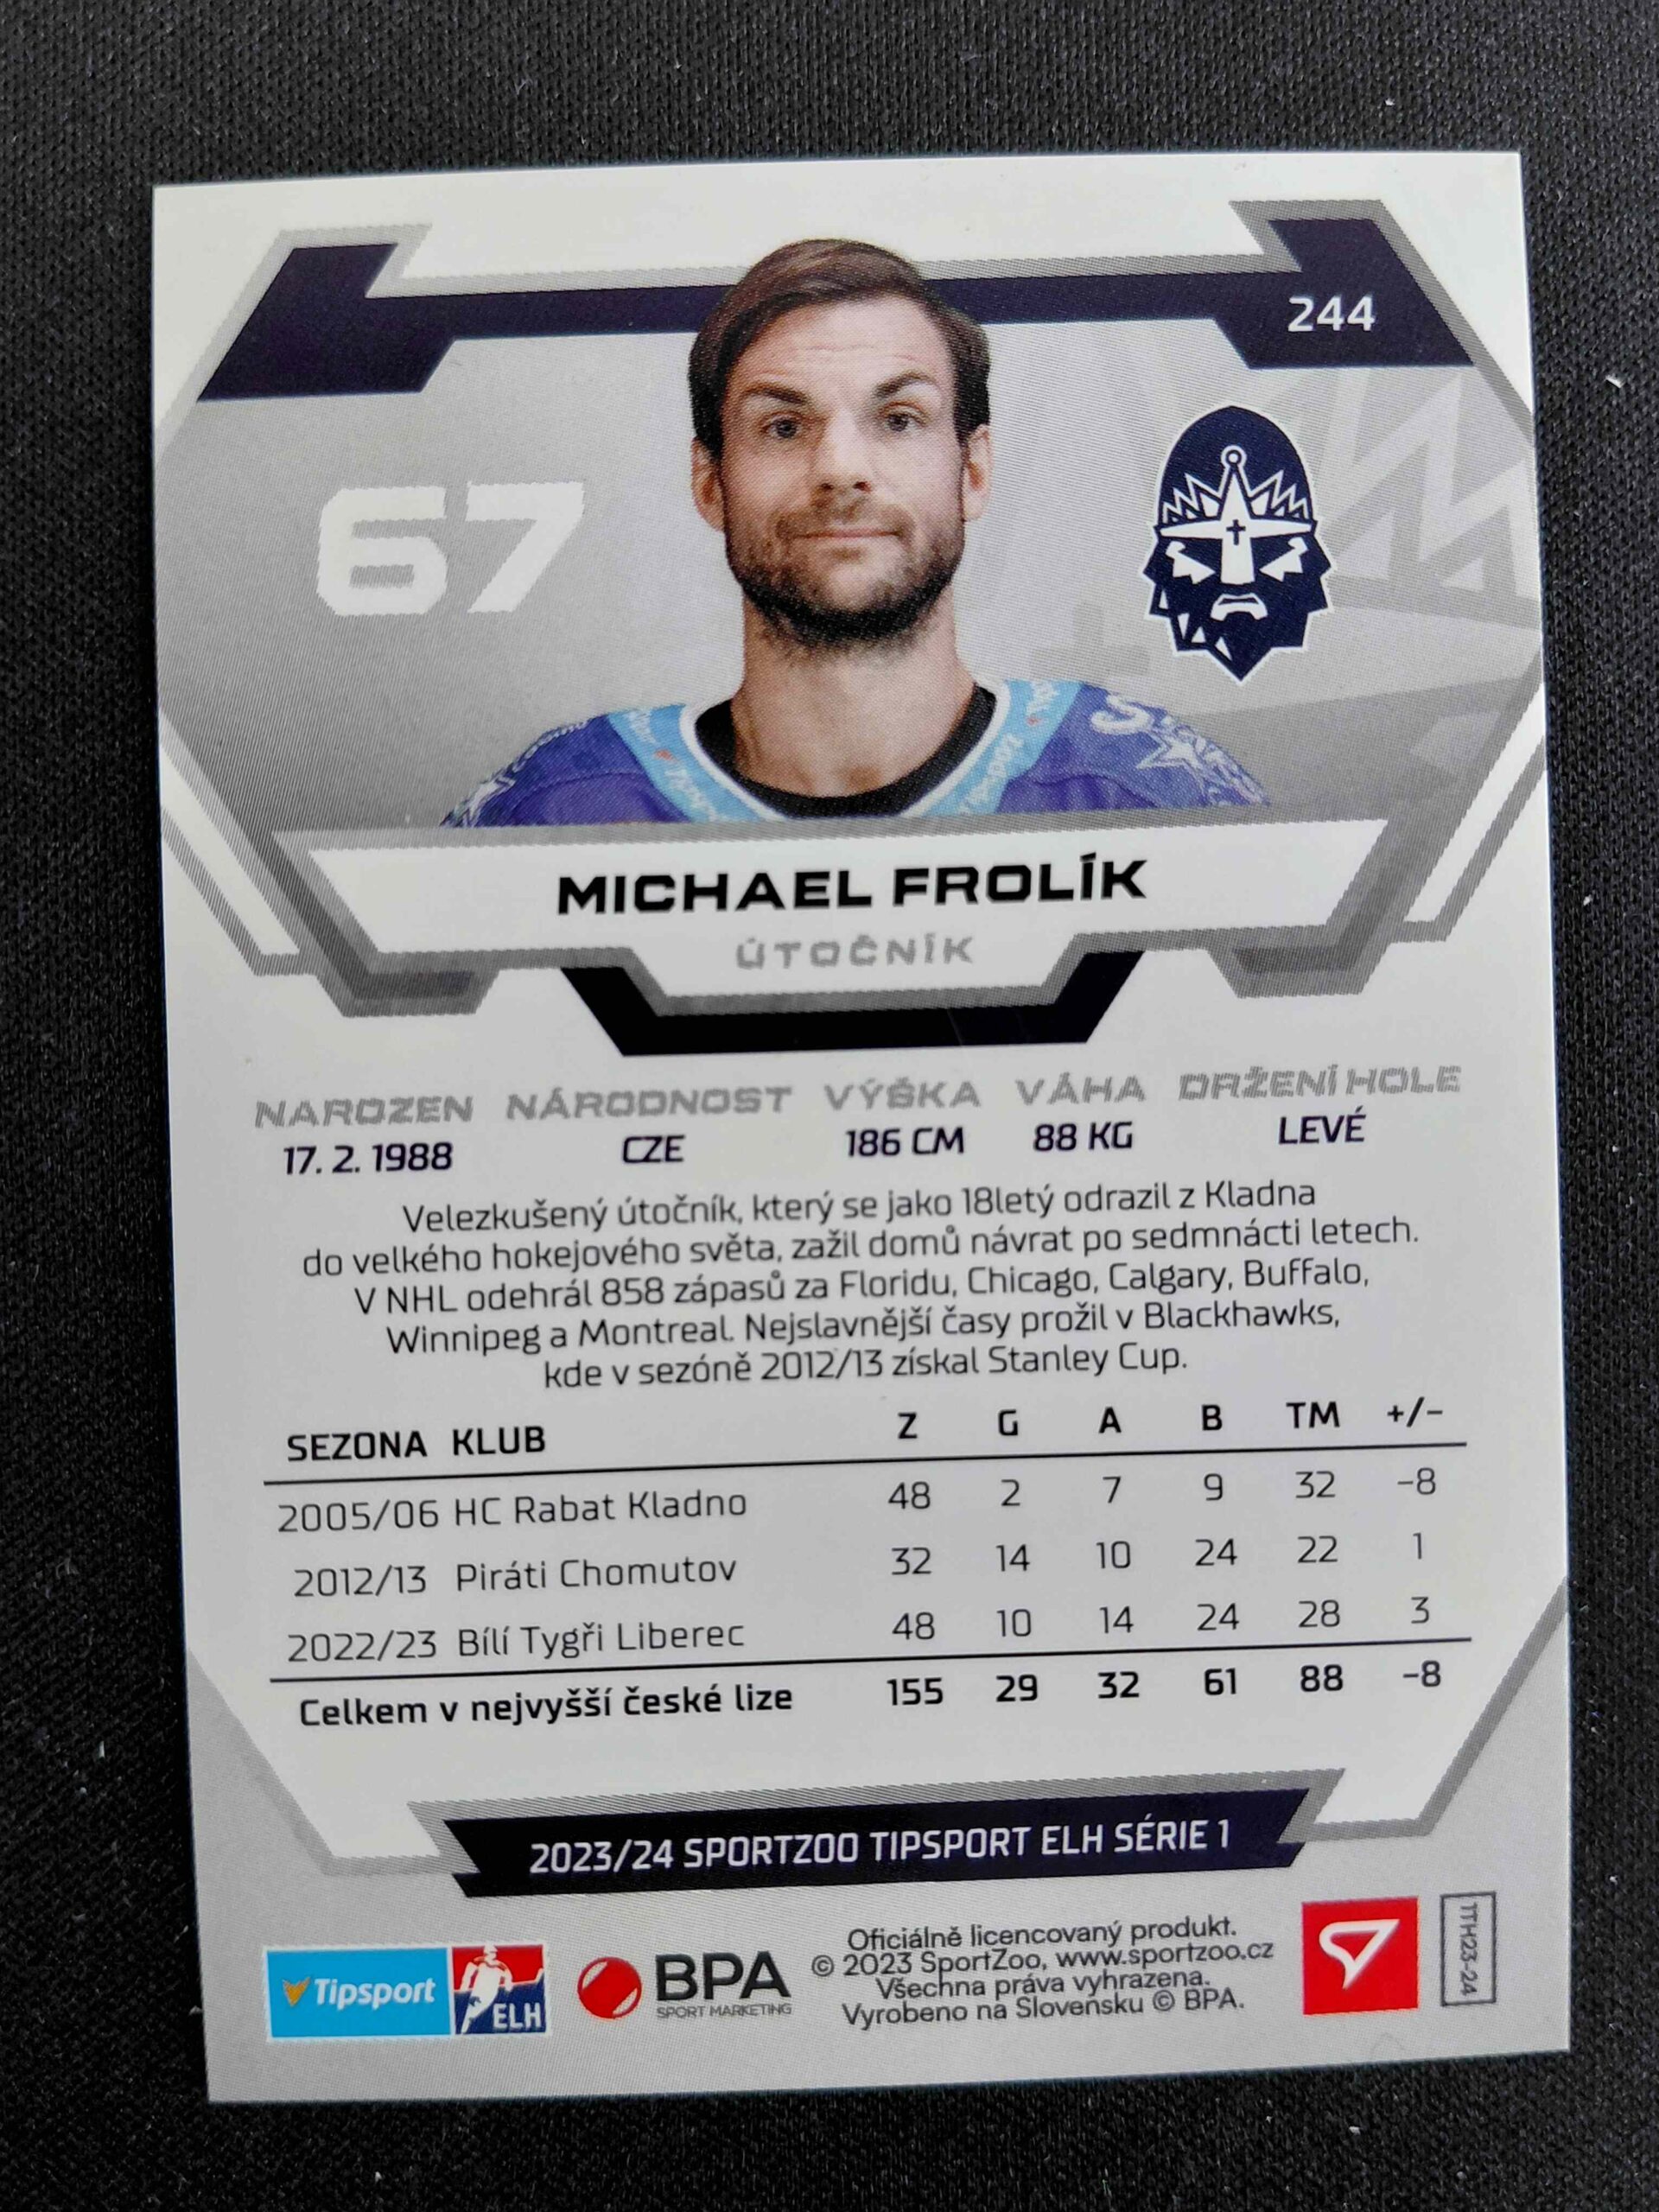 244
67
MICHAEL FROLÍK
ÚTOČNÍK
NAROZEN NÁRODNOST VÝŠKA VÁHA DRŽENÍ HOLE
17. 2. 1988 CZE 186 CM 88 KG LEVÉ
Velezkušený útočník, který se jako 18letý odrazil z Kladna
do velkého hokejového světa, zažil domů návrat po sedmnácti letech.
V NHL odehrál 858 zápasů za Floridu, Chicago, Calgary, Buffalo,
Winnipeg a Montreal. Nejslavnější časy prožil v Blackhawks,
kde v sezóně 2012/13 získal Stanley Cup.
SEZONA KLUB Z G A B TM +/−
2005/06 HC Rabat Kladno 48 2 7 9 32 −8
2012/13 Piráti Chomutov 32 14 10 24 22 1
2022/23 Bílí Tygři Liberec 48 10 14 24 28 3
Celkem v nejvyšší české lize 155 29 32 61 88 −8
2023/24 SPORTZOO TIPSPORT ELH SÉRIE 1
Tipsport ELH
BPA
SPORT MARKETING
Oficiálně licencovaný produkt.
© 2023 SportZoo, www.sportzoo.cz
Všechna práva vyhrazena.
Vyrobeno na Slovensku © BPA.
1TH23-24